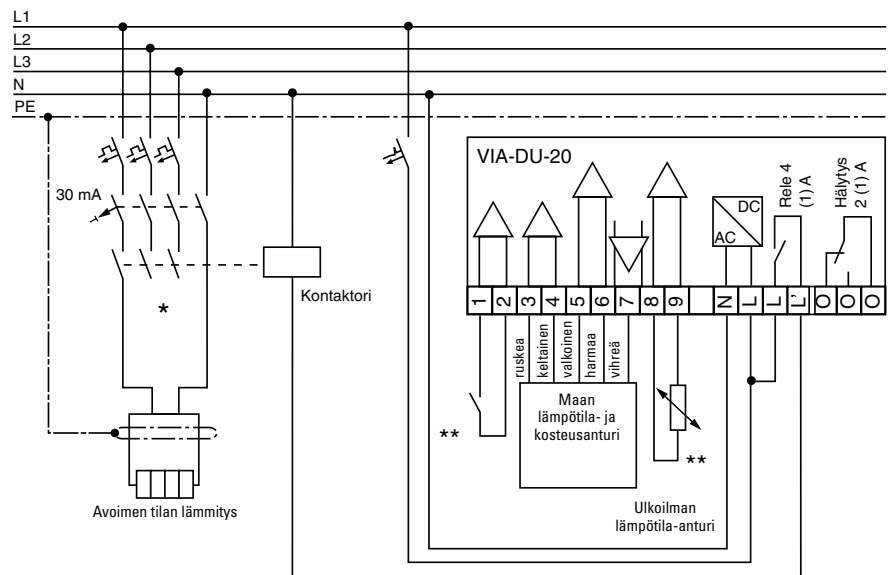 L1
L2
L3
N
PE
30 mA
*
Kontaktori
Avoimen tilan lämmitys
VIA-DU-20
AC
DC
Rele 4
(1) A
Hälytys
2 (1) A
1 2 3 4 5 6 7 8 9 N L L L' O O O
ruskea
keltainen
valkoinen
harmaa
vihreä
**
Maan
lämpötila- ja
kosteusanturi
**
Ulkoilman
lämpötila-anturi